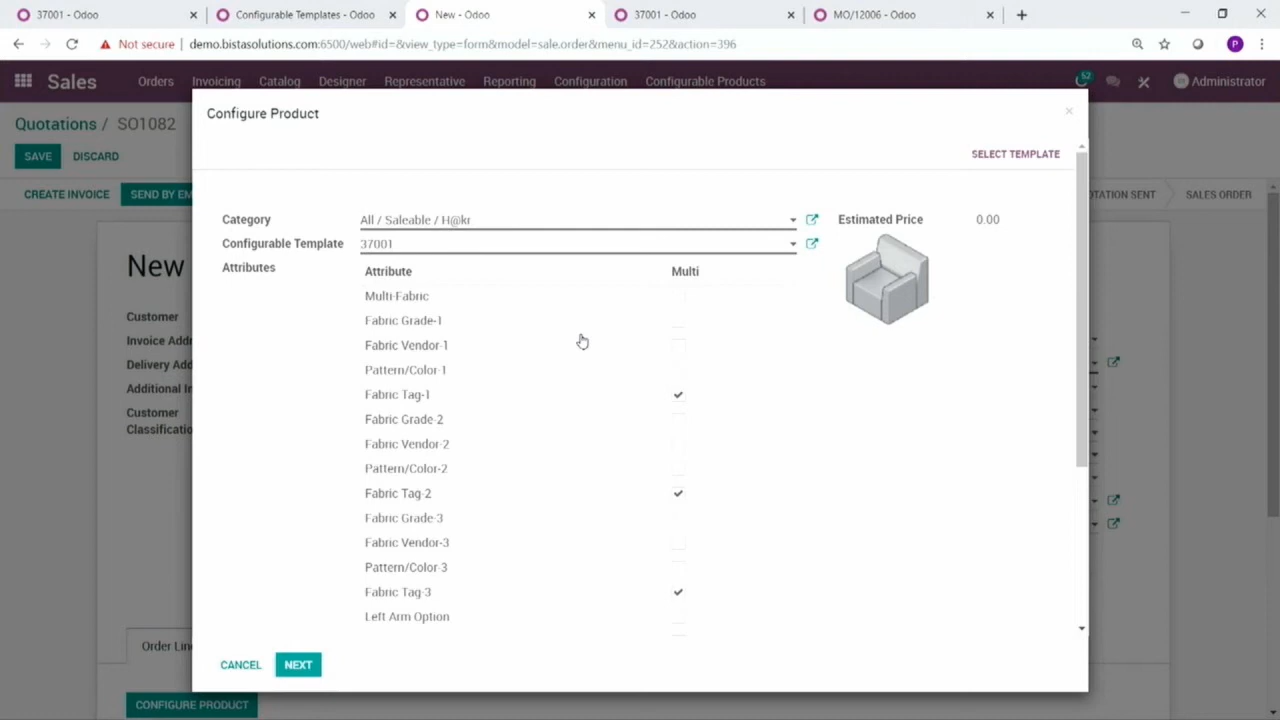 37001 - Odoo
Configurable Templates - Odoo
New - Odoo
37001 - Odoo
MO/12006 - Odoo
Not secure | demo.bistasolutions.com:6500/web#id=&view_type=form&model=sale.order&menu_id=252&action=396
P
Sales Orders Invoicing Catalog Designer Representative Reporting Configuration Configurable Products 52 Administrator
Configure Product
Quotations / SO1082
SAVE DISCARD
SELECT TEMPLATE
CREATE INVOICE SEND BY EM OTATION SENT SALES ORDER
Category All / Saleable / H@kr Estimated Price 0.00
Configurable Template 37001
Attributes Attribute Multi
New
Multi-Fabric
Customer Fabric Grade-1
Invoice Addr Fabric Vendor-1
Delivery Add Pattern/Color-1
Additional In Fabric Tag-1
Customer Fabric Grade-2
Classificatio
Fabric Vendor-2
Pattern/Color-2
Fabric Tag-2
Fabric Grade-3
Fabric Vendor-3
Pattern/Color-3
Fabric Tag-3
Left Arm Option
Order Lin
CANCEL NEXT
CONFIGURE PRODUCT